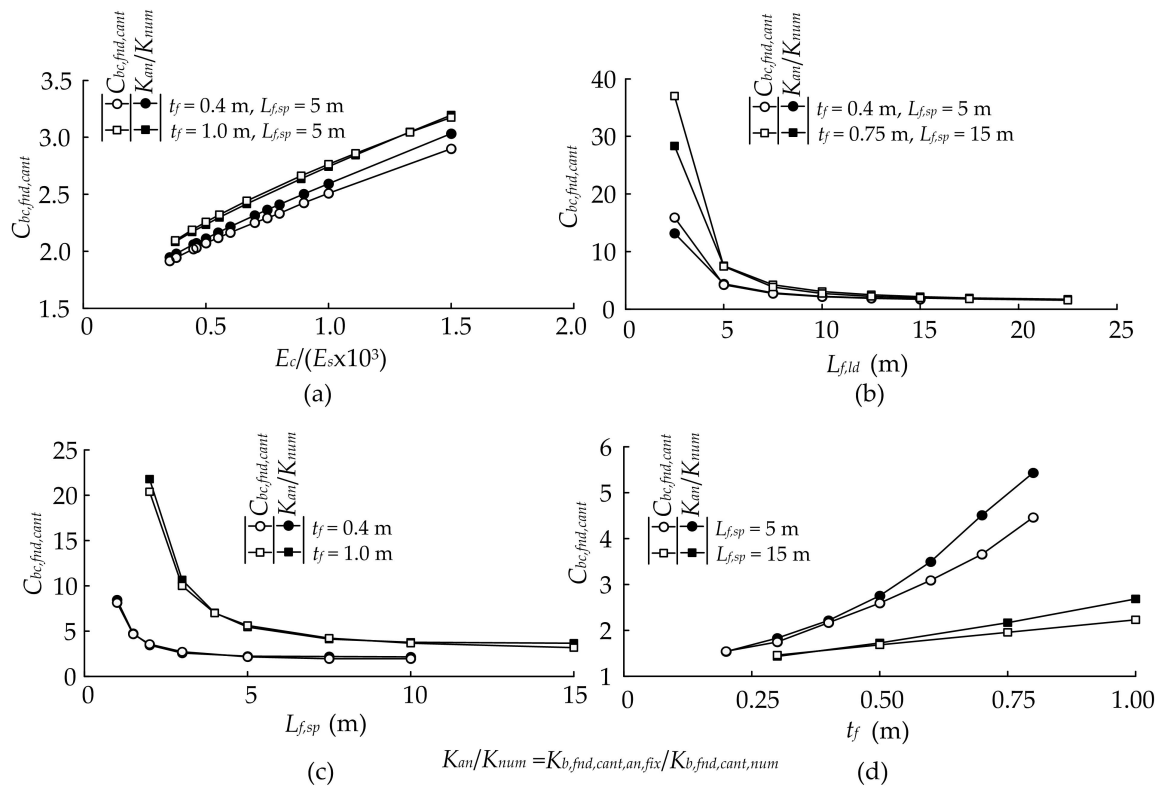 C_bc,fnd,cant
3.5
3.0
2.5
2.0
1.5
C_bc,fnd,cant
K_an/K_num
t_f = 0.4 m, L_f,sp = 5 m
t_f = 1.0 m, L_f,sp = 5 m
0
0.5
1.0
1.5
2.0
E_c/(E_sx10³)
(a)
C_bc,fnd,cant
40
30
20
10
0
C_bc,fnd,cant
K_an/K_num
t_f = 0.4 m, L_f,sp = 5 m
t_f = 0.75 m, L_f,sp = 15 m
0
5
10
15
20
25
L_f,ld (m)
(b)
C_bc,fnd,cant
25
20
15
10
5
0
C_bc,fnd,cant
K_an/K_num
t_f = 0.4 m
t_f = 1.0 m
0
5
10
15
L_f,sp (m)
(c)
C_bc,fnd,cant
6
5
4
3
2
1
C_bc,fnd,cant
K_an/K_num
L_f,sp = 5 m
L_f,sp = 15 m
0
0.25
0.50
0.75
1.00
t_f (m)
(d)
K_an/K_num =K_b,fnd,cant,an,fix/K_b,fnd,cant,num